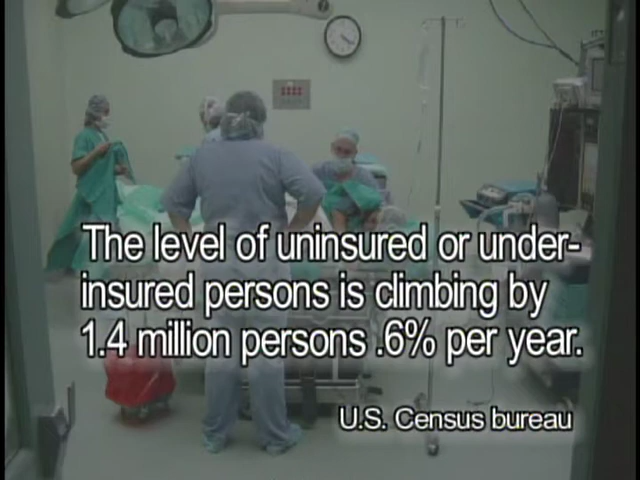 The level of uninsured or under-
insured persons is climbing by
1.4 million persons .6% per year.
U.S. Census bureau